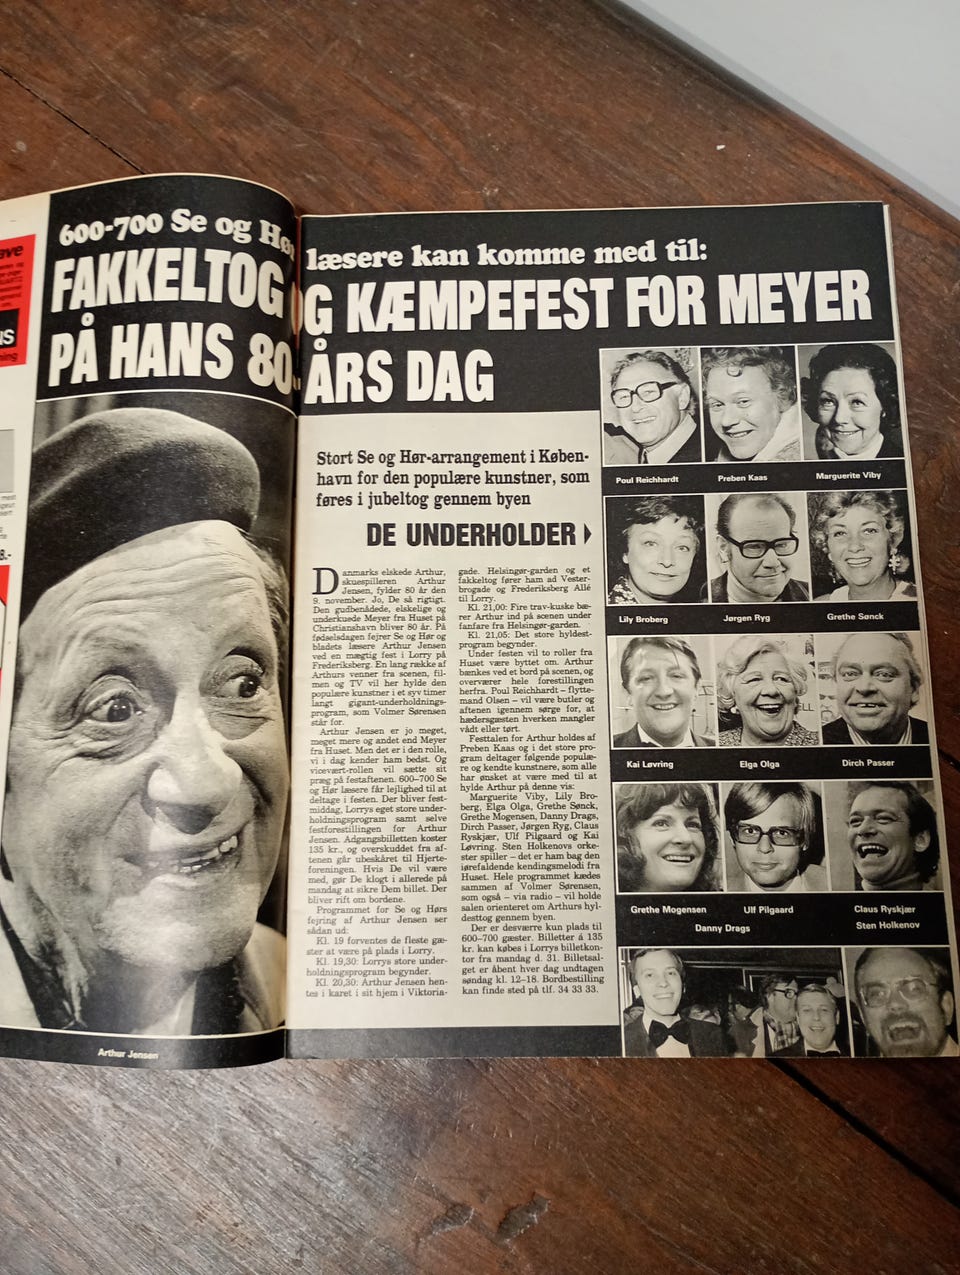 ave
NS
ning
8.-
600-700 Se og Hør
læsere kan komme med til:
FAKKELTOG OG KÆMPEFEST FOR MEYER
PÅ HANS 80-ÅRS DAG
Stort Se og Hør-arrangement i Køben-
havn for den populære kunstner, som
føres i jubeltog gennem byen
DE UNDERHOLDER
Danmarks elskede Arthur,
skuespilleren Arthur
Jensen, fylder 80 år den
9. november. Jo, De så rigtigt.
Den gudbenådede, elskelige og
underkuede Meyer fra Huset på
Christianshavn bliver 80 år. På
fødselsdagen fejrer Se og Hør og
bladets læsere Arthur Jensen
ved en mægtig fest i Lorry på
Frederiksberg. En lang række af
Arthurs venner fra scenen, fil-
men og TV vil her hylde den
populære kunstner i et syv timer
langt gigant-underholdnings-
program, som Volmer Sørensen
står for.
Arthur Jensen er jo meget,
meget mere og andet end Meyer
fra Huset. Men det er i den rolle,
vi i dag kender ham bedst. Og
vicevært-rollen vil sætte sit
præg på festaftenen. 600-700 Se
og Hør læsere får lejlighed til at
deltage i festen. Der bliver fest-
middag, Lorrys eget store under-
holdningsprogram samt selve
festforestillingen for Arthur
Jensen. Adgangsbilletten koster
135 kr., og overskuddet fra af-
tenen går ubeskåret til Hjerte-
foreningen. Hvis De vil være
med, gør De klogt i allerede på
mandag at sikre Dem billet. Der
bliver rift om bordene.
Programmet for Se og Hørs
fejring af Arthur Jensen ser
sådan ud:
Kl. 19 forventes de fleste gæ-
ster at være på plads i Lorry.
Kl. 19,30: Lorrys store under-
holdningsprogram begynder.
Kl. 20,30: Arthur Jensen hen-
tes i karet i sit hjem i Viktoria-
gade. Helsingør-garden og et
fakkeltog fører ham ad Vester-
brogade og Frederiksberg Allé
til Lorry.
Kl. 21,00: Fire trav-kuske bæ-
rer Arthur ind på scenen under
fanfare fra Helsingør-garden.
Kl. 21,05: Det store hyldest-
program begynder.
Under festen vil to roller fra
Huset være byttet om. Arthur
bænkes ved et bord på scenen, og
overværer hele forestillingen
herfra. Poul Reichardt – flytte-
mand Olsen – vil være butler og
aftenen igennem sørge for, at
hædersgæsten hverken mangler
vådt eller tørt.
Festtalen for Arthur holdes af
Preben Kaas og i det store pro-
gram deltager følgende populæ-
re og kendte kunstnere, som alle
har ønsket at være med til at
hylde Arthur på denne vis:
Marguerite Viby, Lily Bro-
berg, Elga Olga, Grethe Sønck,
Grethe Mogensen, Danny Drags,
Dirch Passer, Jørgen Ryg, Claus
Ryskjær, Ulf Pilgaard og Kai
Løvring. Sten Holkenovs orke-
ster spiller – det er ham bag den
iørefaldende kendingsmelodi fra
Huset. Hele programmet kædes
sammen af Volmer Sørensen,
som også – via radio – vil holde
salen orienteret om Arthurs hyl-
desttog gennem byen.
Der er desværre kun plads til
600-700 gæster. Billetter á 135
kr. kan købes i Lorrys billetkon-
tor fra mandag d. 31. Billetsal-
get er åbent hver dag undtagen
søndag kl. 12-18. Bordbestilling
kan finde sted på tlf. 34 33 33.
Poul Reichhardt
Preben Kaas
Marguerite Viby
Lily Broberg
Jørgen Ryg
Grethe Sønck
Kai Løvring
Elga Olga
Dirch Passer
Grethe Mogensen
Ulf Pilgaard
Claus Ryskjær
Danny Drags
Sten Holkenov
Arthur Jensen